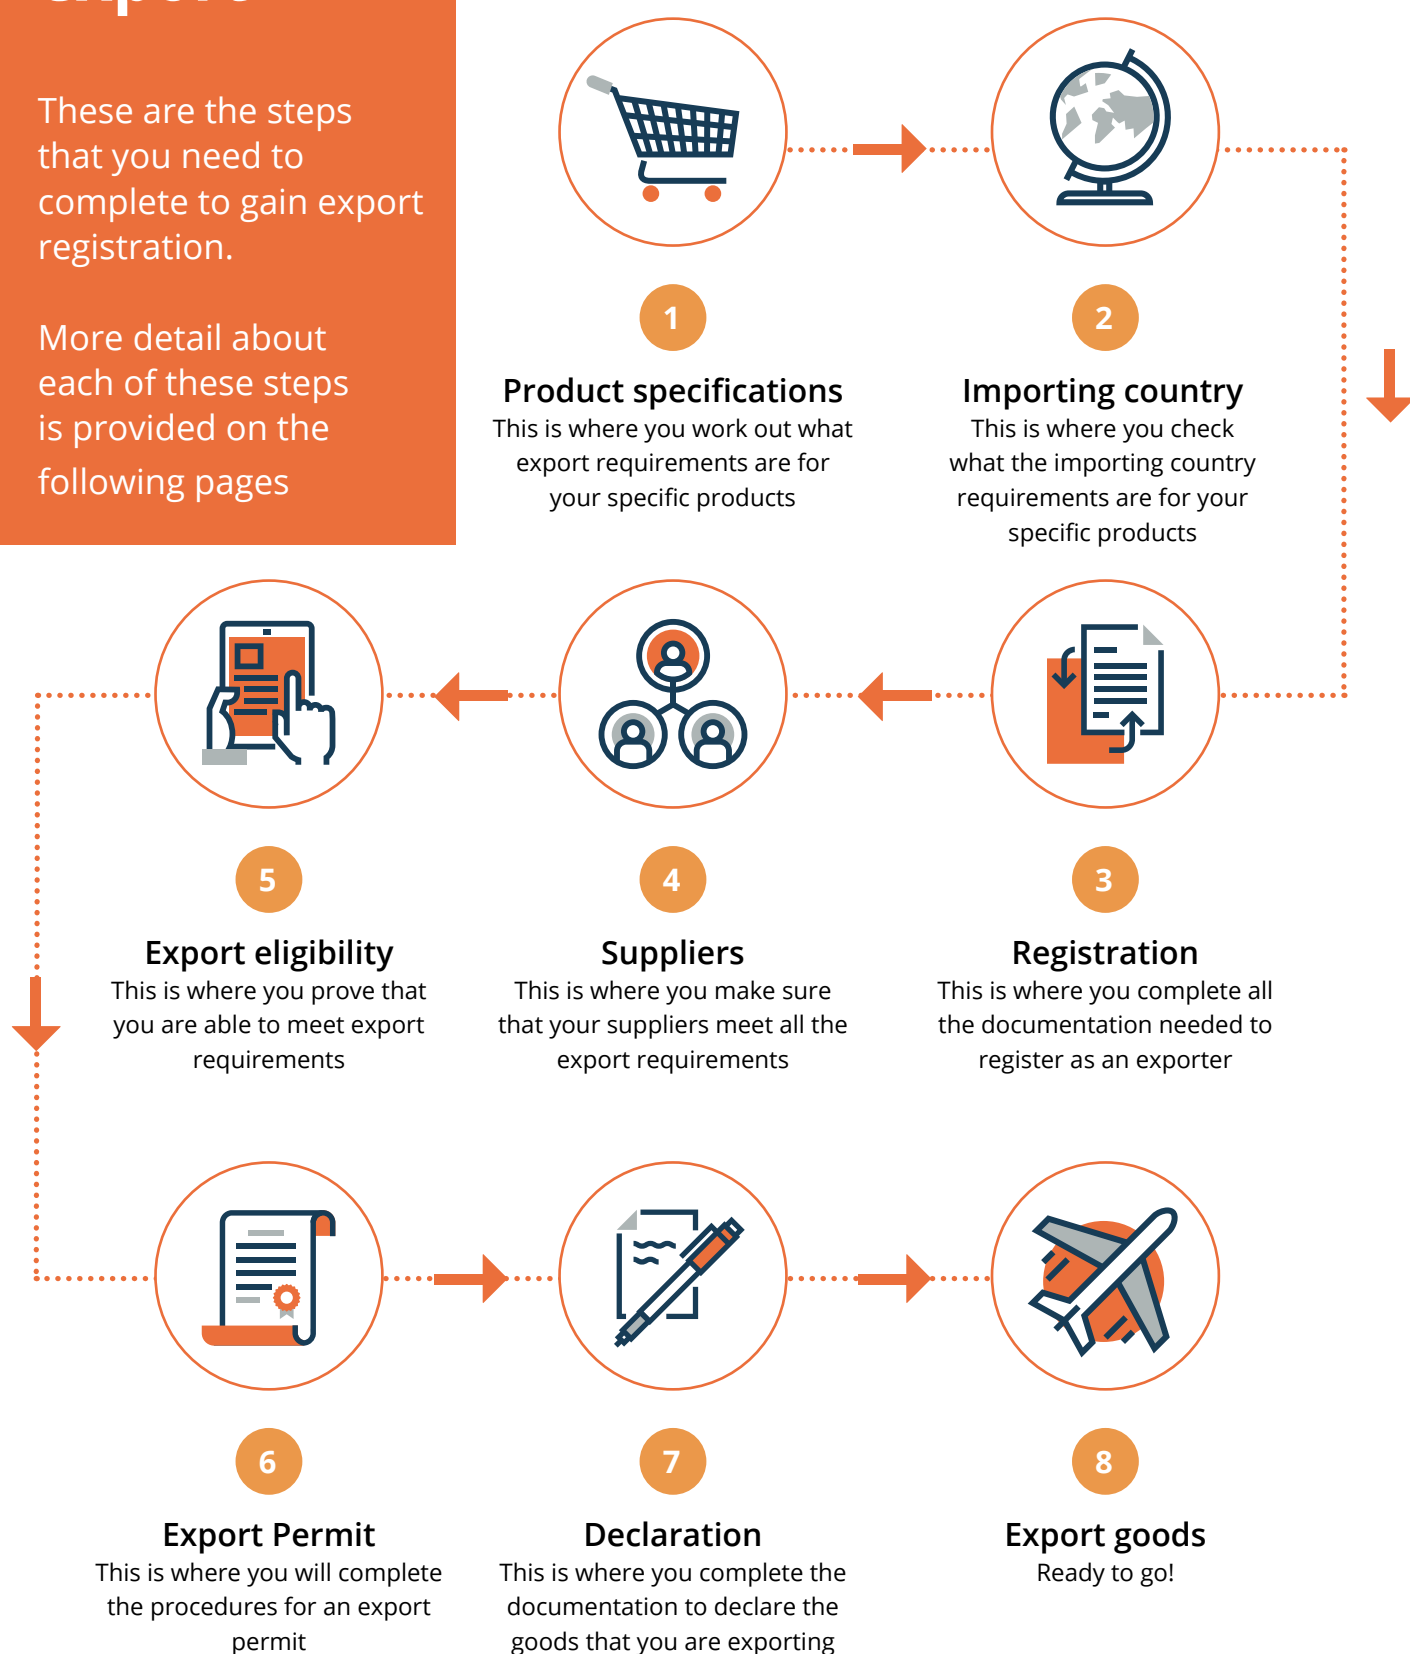 export
These are the steps
that you need to
complete to gain export
registration.
More detail about
each of these steps
is provided on the
following pages
1
Product specifications
This is where you work out what
export requirements are for
your specific products
2
Importing country
This is where you check
what the importing country
requirements are for your
specific products
3
Registration
This is where you complete all
the documentation needed to
register as an exporter
4
Suppliers
This is where you make sure
that your suppliers meet all the
export requirements
5
Export eligibility
This is where you prove that
you are able to meet export
requirements
6
Export Permit
This is where you will complete
the procedures for an export
permit
7
Declaration
This is where you complete the
documentation to declare the
goods that you are exporting
8
Export goods
Ready to go!